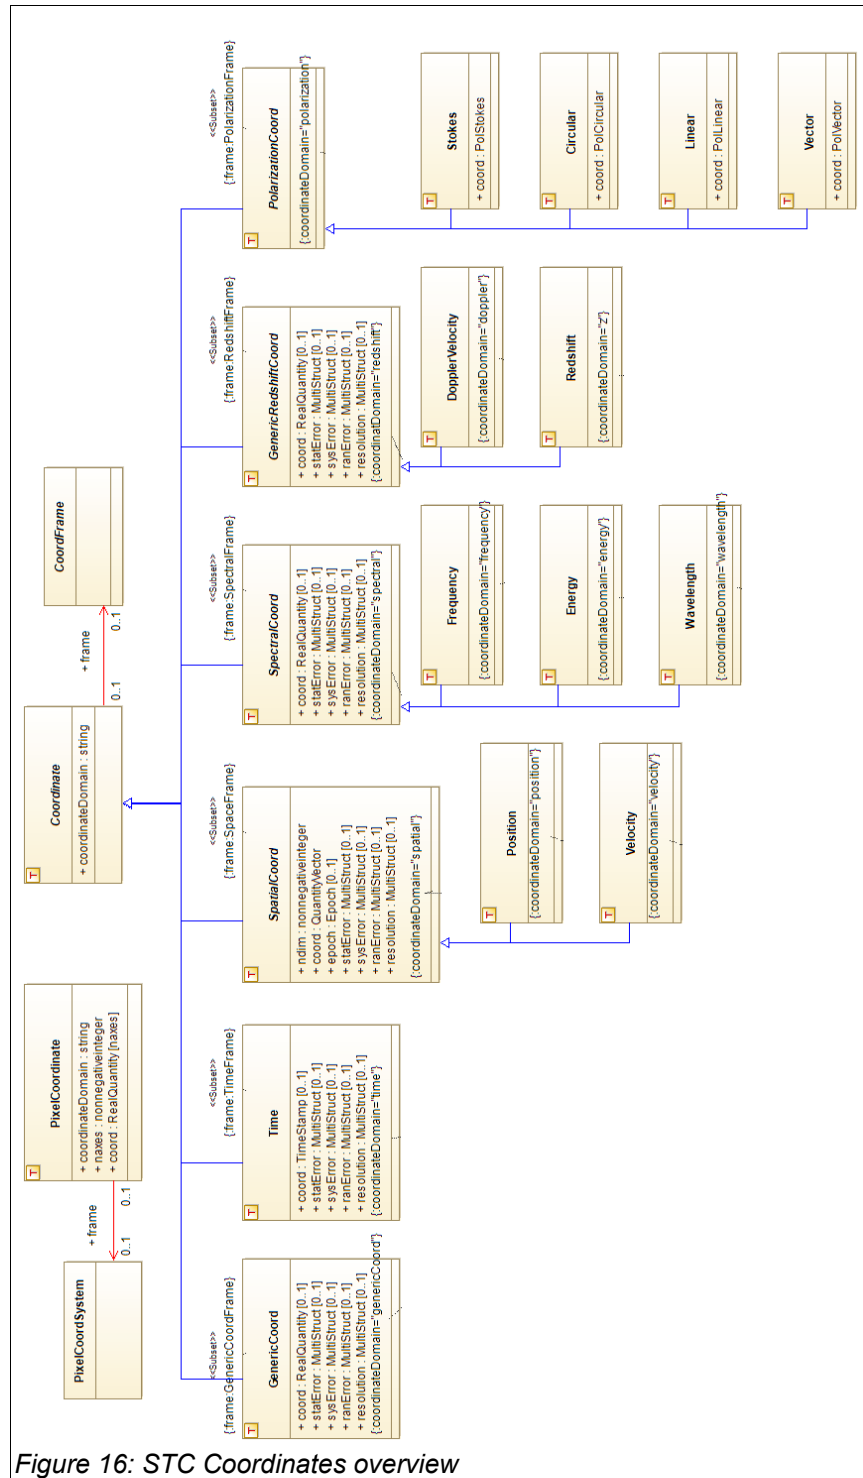 PixelCoordSystem
+ frame
0..1
0..1
T
PixelCoordinate
+ coordinateDomain : string
+ naxes : nonnegativeinteger
+ coord : RealQuantity [naxes]
T
Coordinate
+ coordinateDomain : string
+ frame
0..1
0..1
CoordFrame
<<Subset>>
{:frame:GenericCoordFrame}
T
GenericCoord
+ coord : RealQuantity [0..1]
+ statError : MultiStruct [0..1]
+ sysError : MultiStruct [0..1]
+ ranError : MultiStruct [0..1]
+ resolution : MultiStruct [0..1]
{:coordinateDomain="genericCoord"}
<<Subset>>
{:frame:TimeFrame}
T
Time
+ coord : TimeStamp [0..1]
+ statError : MultiStruct [0..1]
+ sysError : MultiStruct [0..1]
+ ranError : MultiStruct [0..1]
+ resolution : MultiStruct [0..1]
{:coordinateDomain="time"}
<<Subset>>
{:frame:SpaceFrame}
T
SpatialCoord
+ ndim : nonnegativeinteger
+ coord : QuantityVector
+ epoch : Epoch [0..1]
+ statError : MultiStruct [0..1]
+ sysError : MultiStruct [0..1]
+ ranError : MultiStruct [0..1]
+ resolution : MultiStruct [0..1]
{:coordinateDomain="spatial"}
<<Subset>>
{:frame:SpectralFrame}
T
SpectralCoord
+ coord : RealQuantity [0..1]
+ statError : MultiStruct [0..1]
+ sysError : MultiStruct [0..1]
+ ranError : MultiStruct [0..1]
+ resolution : MultiStruct [0..1]
{:coordinateDomain="spectral"}
<<Subset>>
{:frame:RedshiftFrame}
T
GenericRedshiftCoord
+ coord : RealQuantity [0..1]
+ statError : MultiStruct [0..1]
+ sysError : MultiStruct [0..1]
+ ranError : MultiStruct [0..1]
+ resolution : MultiStruct [0..1]
{:coordinatDomain="redshift"}
<<Subset>>
{:frame:PolarizationFrame}
T
PolarizationCoord
{:coordinateDomain="polarization"}
T
Position
{:coordinateDomain="position"}
T
Velocity
{:coordinateDomain="velocity"}
T
Frequency
{:coordinateDomain="frequency"}
T
Energy
{:coordinateDomain="energy"}
T
Wavelength
{:coordinateDomain="wavelength"}
T
DopplerVelocity
{:coordinateDomain="doppler"}
T
Redshift
{:coordinateDomain="z"}
T
Stokes
+ coord : PolStokes
T
Circular
+ coord : PolCircular
T
Linear
+ coord : PolLinear
T
Vector
+ coord : PolVector
Figure 16: STC Coordinates overview